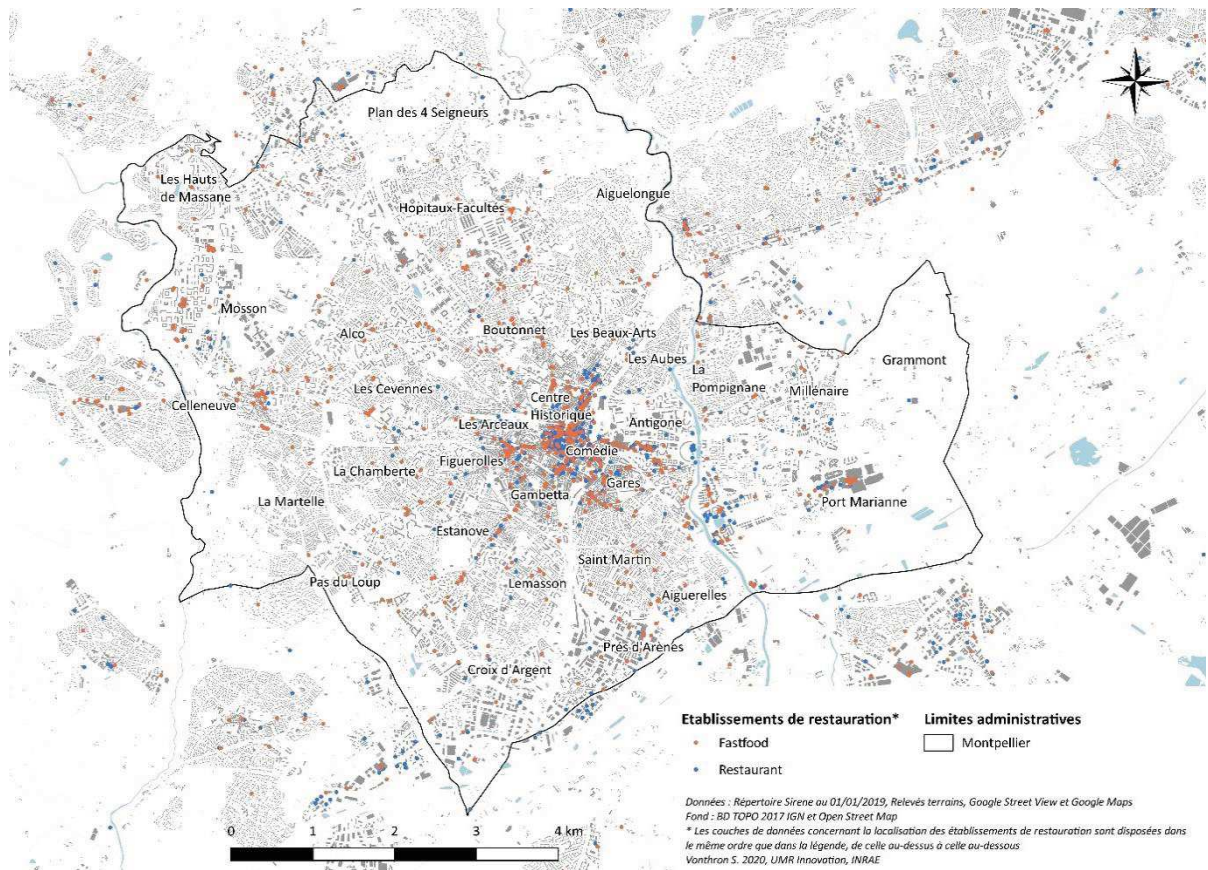 Plan des 4 Seigneurs
Les Hauts
de Massane
Aiguelongue
Hôpitaux-Facultés
Mosson
Alco
Boutonnet
Les Beaux-Arts
Les Aubes
La
Pompignane
Grammont
Millénaire
Les Cevennes
Celleneuve
Centre
Historique
Les Arceaux
Antigone
Comédie
Figuerolles
La Chamberte
Gares
Gambetta
Port Marianne
La Martelle
Estanove
Saint Martin
Pas du Loup
Lemasson
Aiguerelles
Prés d'Arènes
Croix d'Argent
Etablissements de restauration*
Fastfood
Restaurant
Limites administratives
Montpellier
0 1 2 3 4 km
Données : Répertoire Sirene au 01/01/2019, Relevés terrains, Google Street View et Google Maps
Fond : BD TOPO 2017 IGN et Open Street Map
* Les couches de données concernant la localisation des établissements de restauration sont disposées dans
le même ordre que dans la légende, de celle au-dessus à celle au-dessous
Vonthron S. 2020, UMR Innovation, INRAE